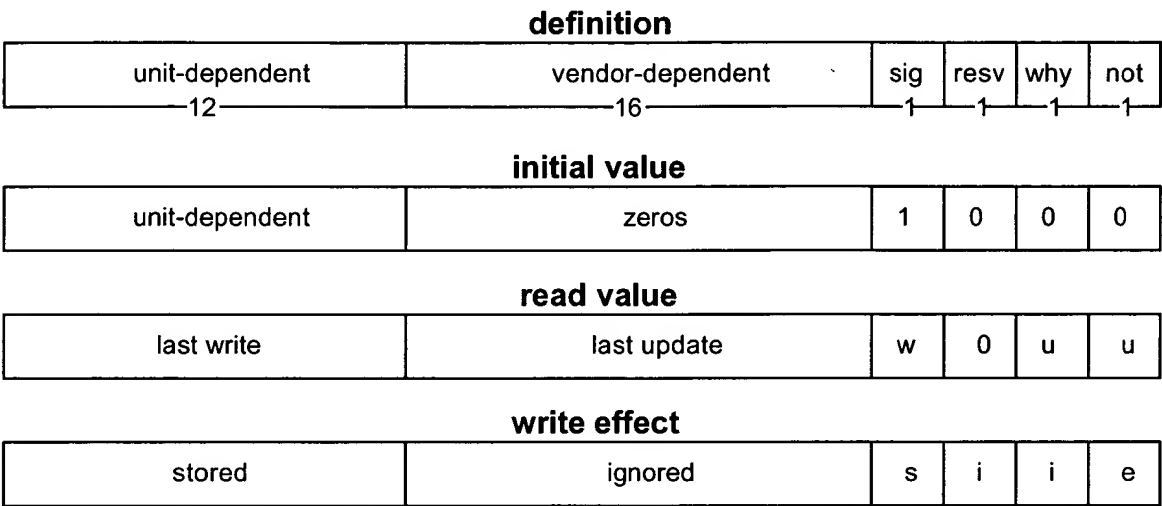 definition
unit-dependent vendor-dependent sig resv why not
12 16 1 1 1 1
initial value
unit-dependent zeros 1 0 0 0
read value
last write last update w 0 u u
write effect
stored ignored s i i e